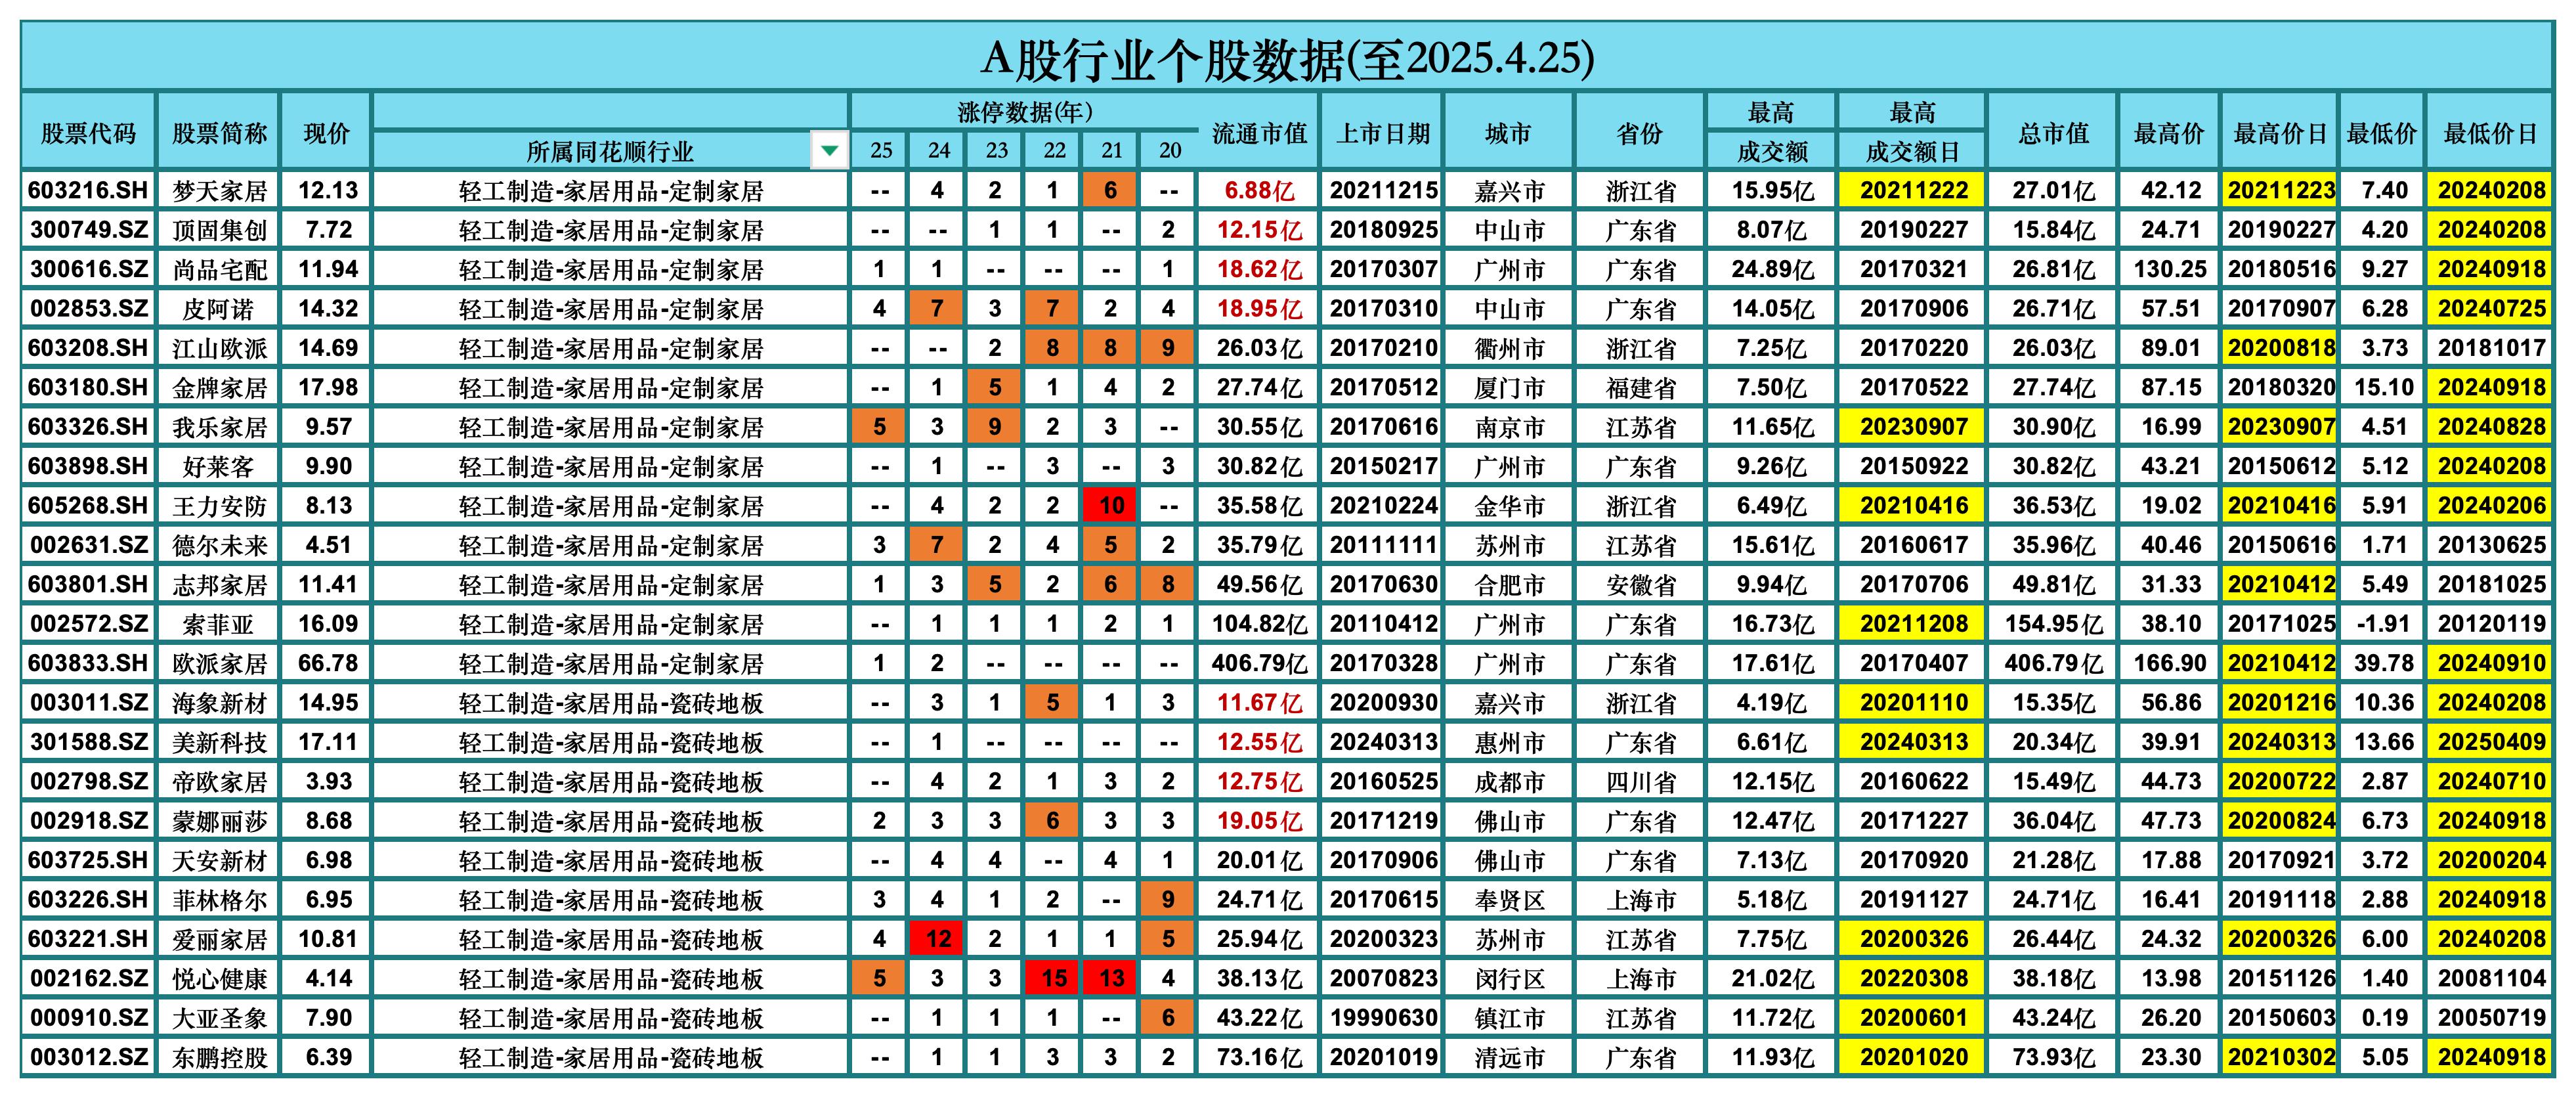 A股行业个股数据(至2025.4.25)
股票代码 股票简称 现价 所属同花顺行业 涨停数据(年) 25 24 23 22 21 20 流通市值 上市日期 城市 省份 最高成交额 最高成交额日 总市值 最高价 最高价日 最低价 最低价日
603216.SH 梦天家居 12.13 轻工制造-家居用品-定制家居 -- 4 2 1 6 -- 6.88亿 20211215 嘉兴市 浙江省 15.95亿 20211222 27.01亿 42.12 20211223 7.40 20240208
300749.SZ 顶固集创 7.72 轻工制造-家居用品-定制家居 -- -- 1 1 -- 2 12.15亿 20180925 中山市 广东省 8.07亿 20190227 15.84亿 24.71 20190227 4.20 20240208
300616.SZ 尚品宅配 11.94 轻工制造-家居用品-定制家居 1 1 -- -- -- 1 18.62亿 20170307 广州市 广东省 24.89亿 20170321 26.81亿 130.25 20180516 9.27 20240918
002853.SZ 皮阿诺 14.32 轻工制造-家居用品-定制家居 4 7 3 7 2 4 18.95亿 20170310 中山市 广东省 14.05亿 20170906 26.71亿 57.51 20170907 6.28 20240725
603208.SH 江山欧派 14.69 轻工制造-家居用品-定制家居 -- -- 2 8 8 9 26.03亿 20170210 衢州市 浙江省 7.25亿 20170220 26.03亿 89.01 20200818 3.73 20181017
603180.SH 金牌家居 17.98 轻工制造-家居用品-定制家居 -- 1 5 1 4 2 27.74亿 20170512 厦门市 福建省 7.50亿 20170522 27.74亿 87.15 20180320 15.10 20240918
603326.SH 我乐家居 9.57 轻工制造-家居用品-定制家居 5 3 9 2 3 -- 30.55亿 20170616 南京市 江苏省 11.65亿 20230907 30.90亿 16.99 20230907 4.51 20240828
603898.SH 好莱客 9.90 轻工制造-家居用品-定制家居 -- 1 -- 3 -- 3 30.82亿 20150217 广州市 广东省 9.26亿 20150922 30.82亿 43.21 20150612 5.12 20240208
605268.SH 王力安防 8.13 轻工制造-家居用品-定制家居 -- 4 2 2 10 -- 35.58亿 20210224 金华市 浙江省 6.49亿 20210416 36.53亿 19.02 20210416 5.91 20240206
002631.SZ 德尔未来 4.51 轻工制造-家居用品-定制家居 3 7 2 4 5 2 35.79亿 20111111 苏州市 江苏省 15.61亿 20160617 35.96亿 40.46 20150616 1.71 20130625
603801.SH 志邦家居 11.41 轻工制造-家居用品-定制家居 1 3 5 2 6 8 49.56亿 20170630 合肥市 安徽省 9.94亿 20170706 49.81亿 31.33 20210412 5.49 20181025
002572.SZ 索菲亚 16.09 轻工制造-家居用品-定制家居 -- 1 1 1 2 1 104.82亿 20110412 广州市 广东省 16.73亿 20211208 154.95亿 38.10 20171025 -1.91 20120119
603833.SH 欧派家居 66.78 轻工制造-家居用品-定制家居 1 2 -- -- -- -- 406.79亿 20170328 广州市 广东省 17.61亿 20170407 406.79亿 166.90 20210412 39.78 20240910
003011.SZ 海象新材 14.95 轻工制造-家居用品-瓷砖地板 -- 3 1 5 1 3 11.67亿 20200930 嘉兴市 浙江省 4.19亿 20201110 15.35亿 56.86 20201216 10.36 20240208
301588.SZ 美新科技 17.11 轻工制造-家居用品-瓷砖地板 -- 1 -- -- -- -- 12.55亿 20240313 惠州市 广东省 6.61亿 20240313 20.34亿 39.91 20240313 13.66 20250409
002798.SZ 帝欧家居 3.93 轻工制造-家居用品-瓷砖地板 -- 4 2 1 3 2 12.75亿 20160525 成都市 四川省 12.15亿 20160622 15.49亿 44.73 20200722 2.87 20240710
002918.SZ 蒙娜丽莎 8.68 轻工制造-家居用品-瓷砖地板 2 3 3 6 3 3 19.05亿 20171219 佛山市 广东省 12.47亿 20171227 36.04亿 47.73 20200824 6.73 20240918
603725.SH 天安新材 6.98 轻工制造-家居用品-瓷砖地板 -- 4 4 -- 4 1 20.01亿 20170906 佛山市 广东省 7.13亿 20170920 21.28亿 17.88 20170921 3.72 20200204
603226.SH 菲林格尔 6.95 轻工制造-家居用品-瓷砖地板 3 4 1 2 -- 9 24.71亿 20170615 奉贤区 上海市 5.18亿 20191127 24.71亿 16.41 20191118 2.88 20240918
603221.SH 爱丽家居 10.81 轻工制造-家居用品-瓷砖地板 4 12 2 1 1 5 25.94亿 20200323 苏州市 江苏省 7.75亿 20200326 26.44亿 24.32 20200326 6.00 20240208
002162.SZ 悦心健康 4.14 轻工制造-家居用品-瓷砖地板 5 3 3 15 13 4 38.13亿 20070823 闵行区 上海市 21.02亿 20220308 38.18亿 13.98 20151126 1.40 20081104
000910.SZ 大亚圣象 7.90 轻工制造-家居用品-瓷砖地板 -- 1 1 1 -- 6 43.22亿 19990630 镇江市 江苏省 11.72亿 20200601 43.24亿 26.20 20150603 0.19 20050719
003012.SZ 东鹏控股 6.39 轻工制造-家居用品-瓷砖地板 -- 1 1 3 3 2 73.16亿 20201019 清远市 广东省 11.93亿 20201020 73.93亿 23.30 20210302 5.05 20240918